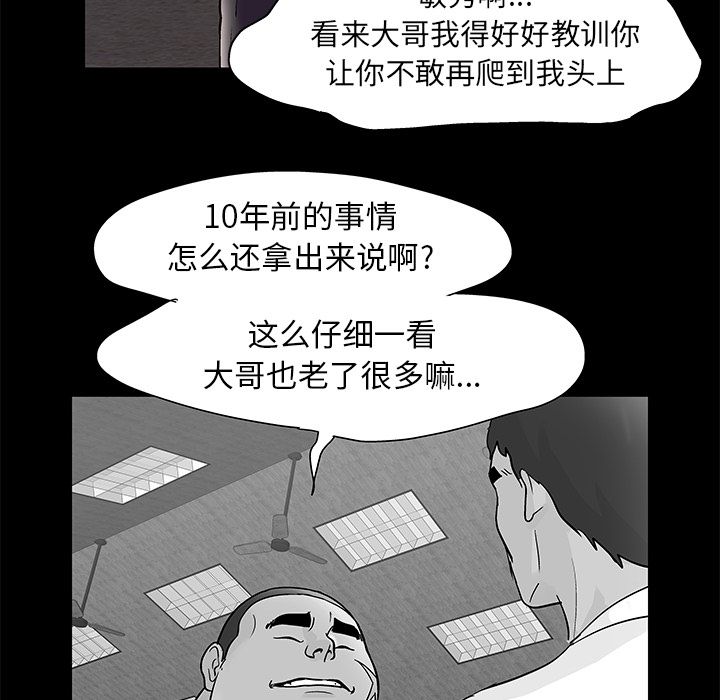 看来大哥我得好好教训你
让你不敢再爬到我头上
10年前的事情
怎么还拿出来说啊?
这么仔细一看
大哥也老了很多嘛...